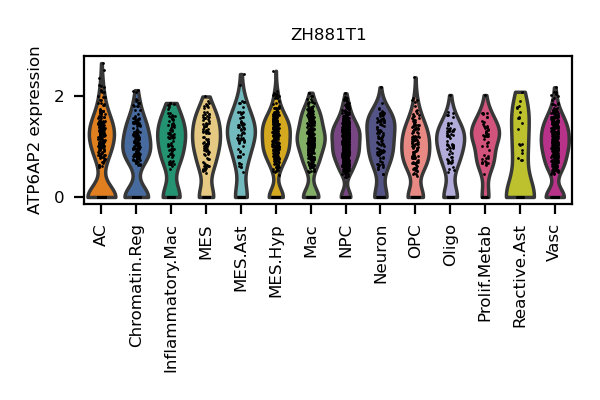 ZH881T1
ATP6AP2 expression
2
0
AC
Chromatin.Reg
Inflammatory.Mac
MES
MES.Ast
MES.Hyp
Mac
NPC
Neuron
OPC
Oligo
Prolif.Metab
Reactive.Ast
Vasc